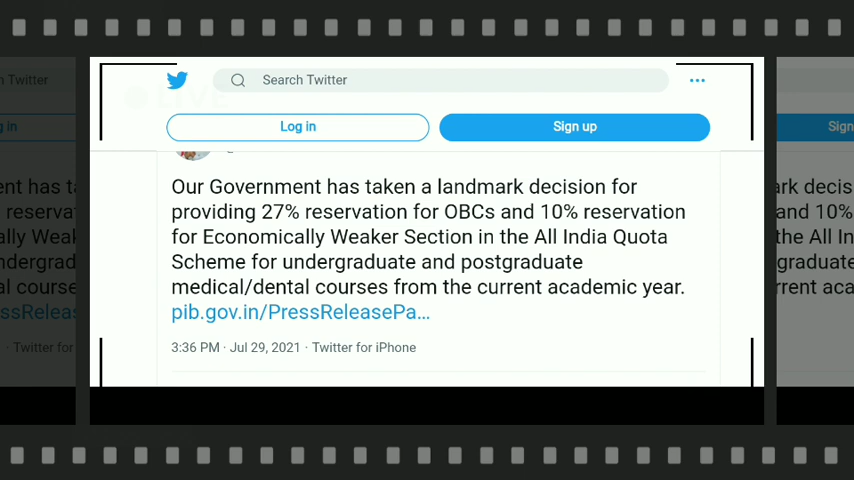 Search Twitter
Log in
Sign up
Our Government has taken a landmark decision for
providing 27% reservation for OBCs and 10% reservation
for Economically Weaker Section in the All India Quota
Scheme for undergraduate and postgraduate
medical/dental courses from the current academic year.
pib.gov.in/PressReleasePa...
3:36 PM · Jul 29, 2021 · Twitter for iPhone